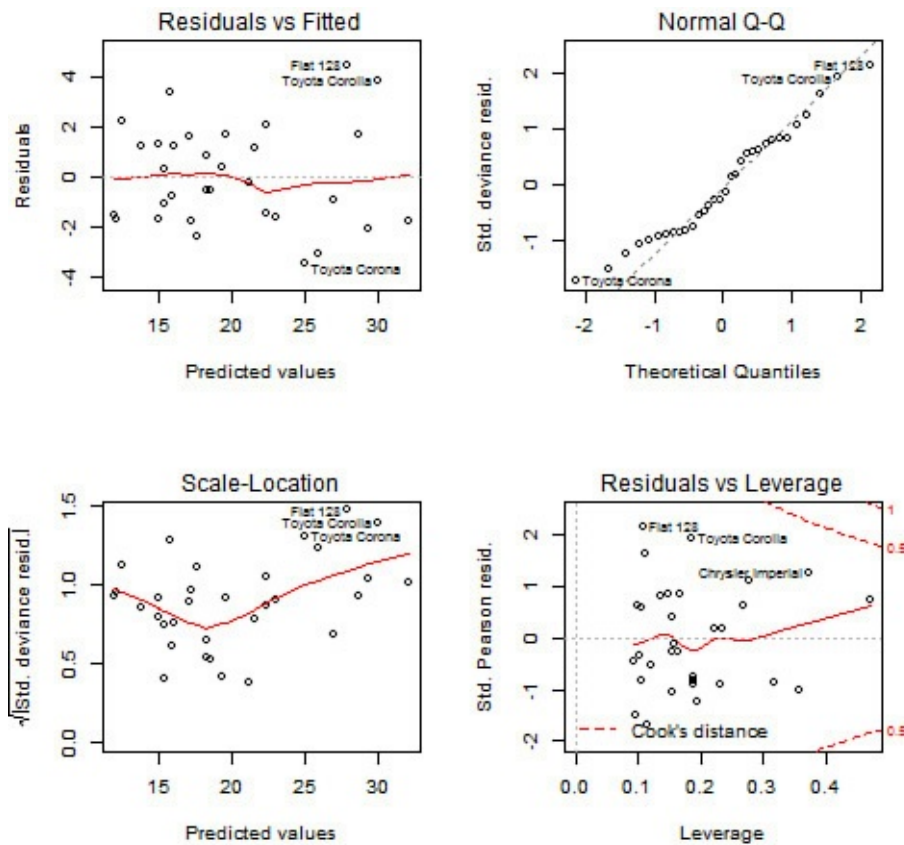 Residuals vs Fitted
Residuals
4
2
0
-2
-4
Fiat 128
Toyota Corolla
Toyota Corona
15 20 25 30
Predicted values
Normal Q-Q
Std. deviance resid.
2
1
0
-1
Fiat 128
Toyota Corolla
Toyota Corona
-2 -1 0 1 2
Theoretical Quantiles
Scale-Location
√|Std. deviance resid.|
1.5
1.0
0.5
0.0
Fiat 128
Toyota Corolla
Toyota Corona
15 20 25 30
Predicted values
Residuals vs Leverage
Std. Pearson resid.
2
1
0
-1
-2
Fiat 128
Toyota Corolla
Chrysler Imperial
Cook's distance
1
0.5
0.5
0.0 0.1 0.2 0.3 0.4
Leverage